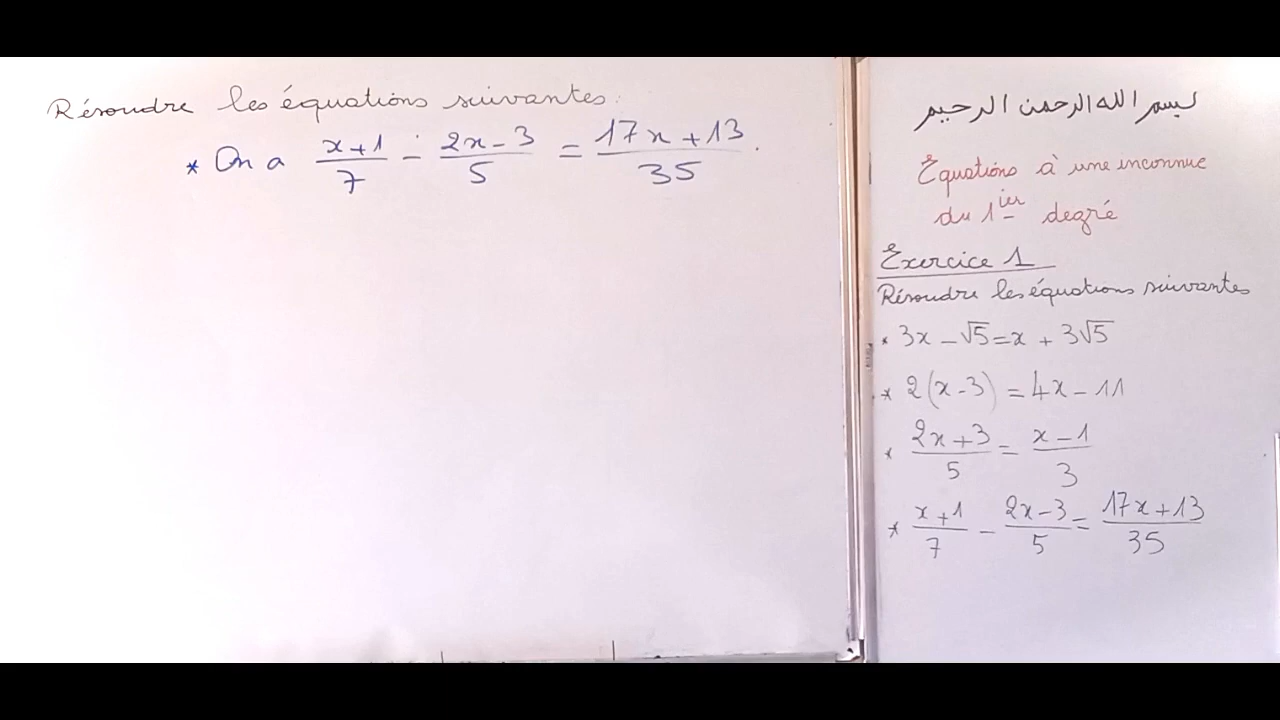 Résoudre les équations suivantes:
* On a (x+1)/7 - (2x-3)/5 = (17x+13)/35.
بسم الله الرحمن الرحيم
Equations à une inconnue
du 1ier degré
Exercice 1
Résoudre les équations suivantes
* 3x - √5 = x + 3√5
* 2(x-3) = 4x - 11
* (2x+3)/5 = (x-1)/3
* (x+1)/7 - (2x-3)/5 = (17x+13)/35